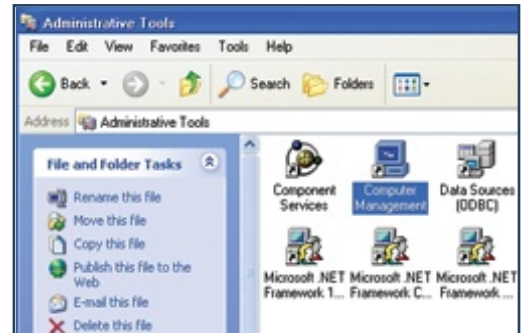 Administrative Tools
File Edit View Favorites Tools Help
Back Search Folders
Address Administrative Tools
File and Folder Tasks
Rename this file
Move this file
Copy this file
Publish this file to the
Web
E-mail this file
Delete this file
Component
Services
Computer
Management
Data Sources
(ODBC)
Microsoft .NET
Framework 1...
Microsoft .NET
Framework C...
Microsoft .NET
Framework ...